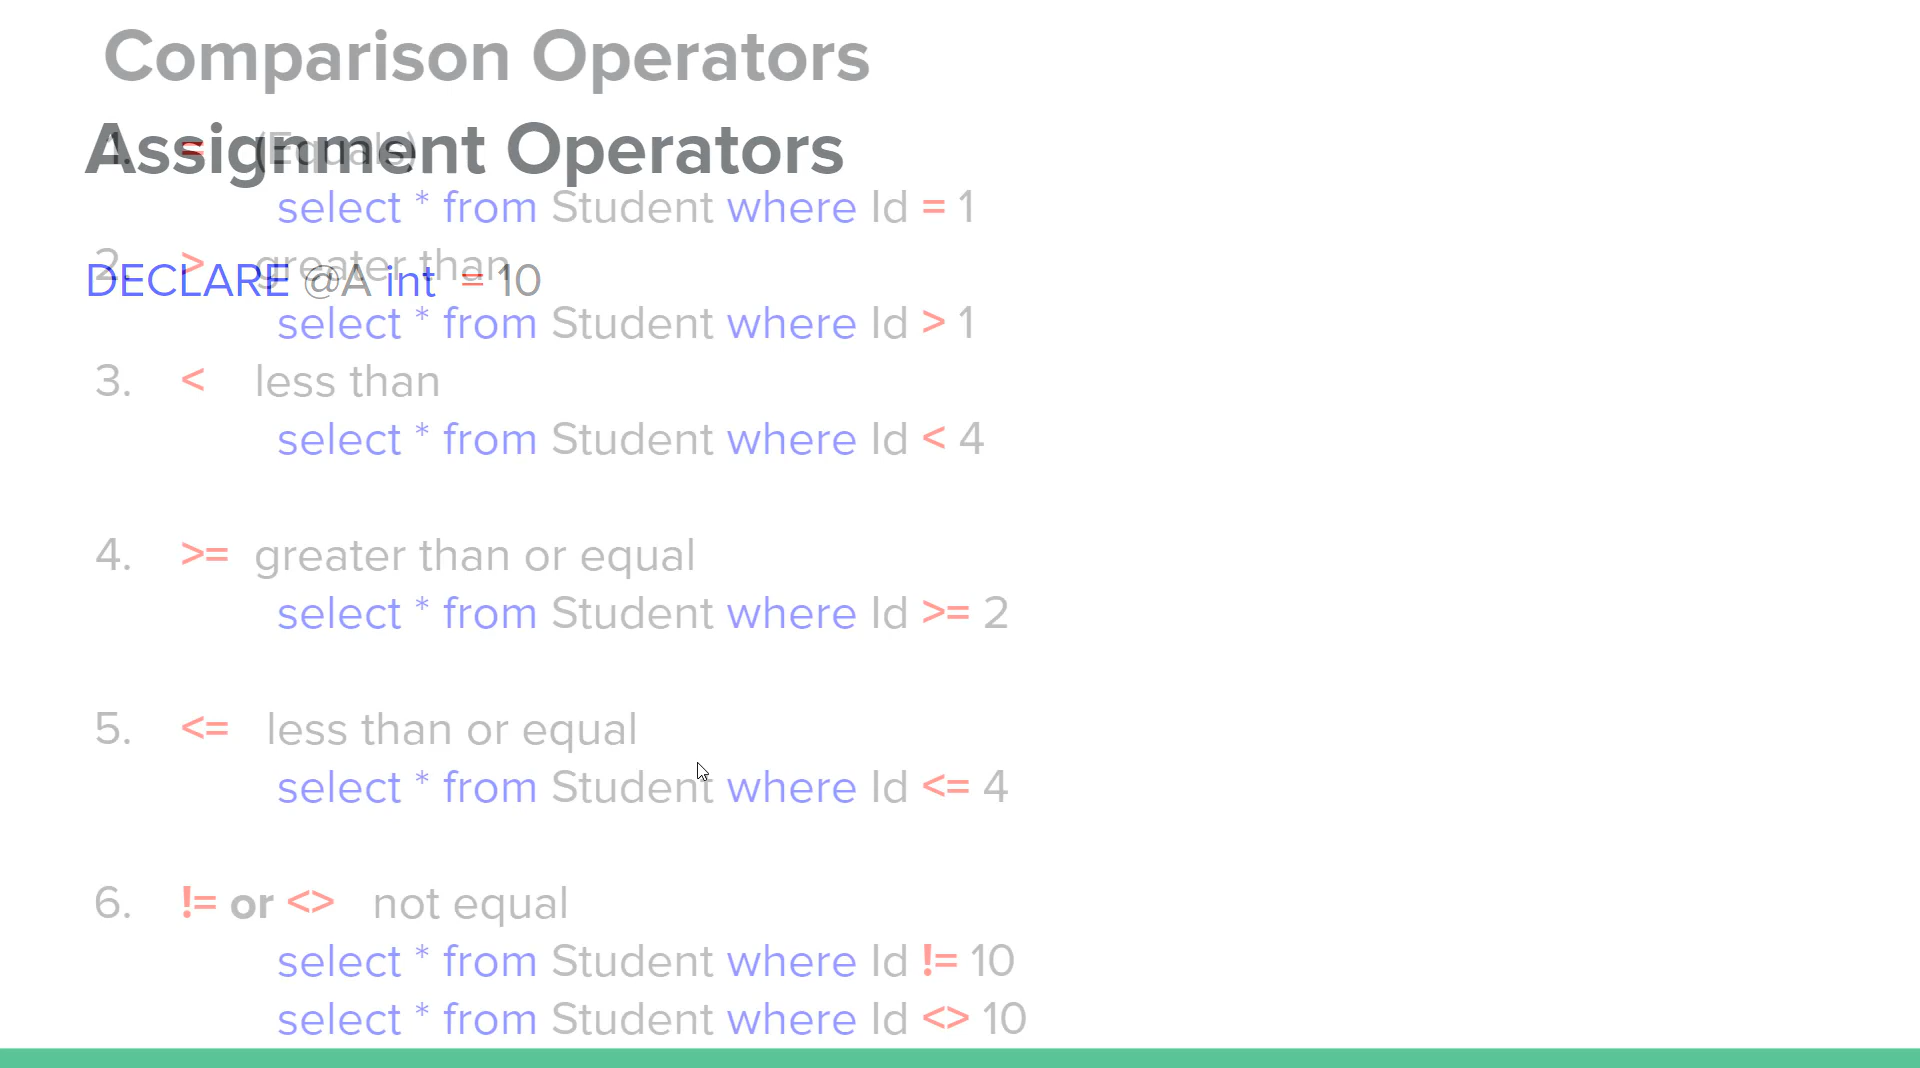 Comparison Operators
Assignment Operators
1. = (Equals)
select * from Student where Id = 1
2. > greater than
DECLARE @A int = 10
select * from Student where Id > 1
3. < less than
select * from Student where Id < 4
4. >= greater than or equal
select * from Student where Id >= 2
5. <= less than or equal
select * from Student where Id <= 4
6. != or <> not equal
select * from Student where Id != 10
select * from Student where Id <> 10